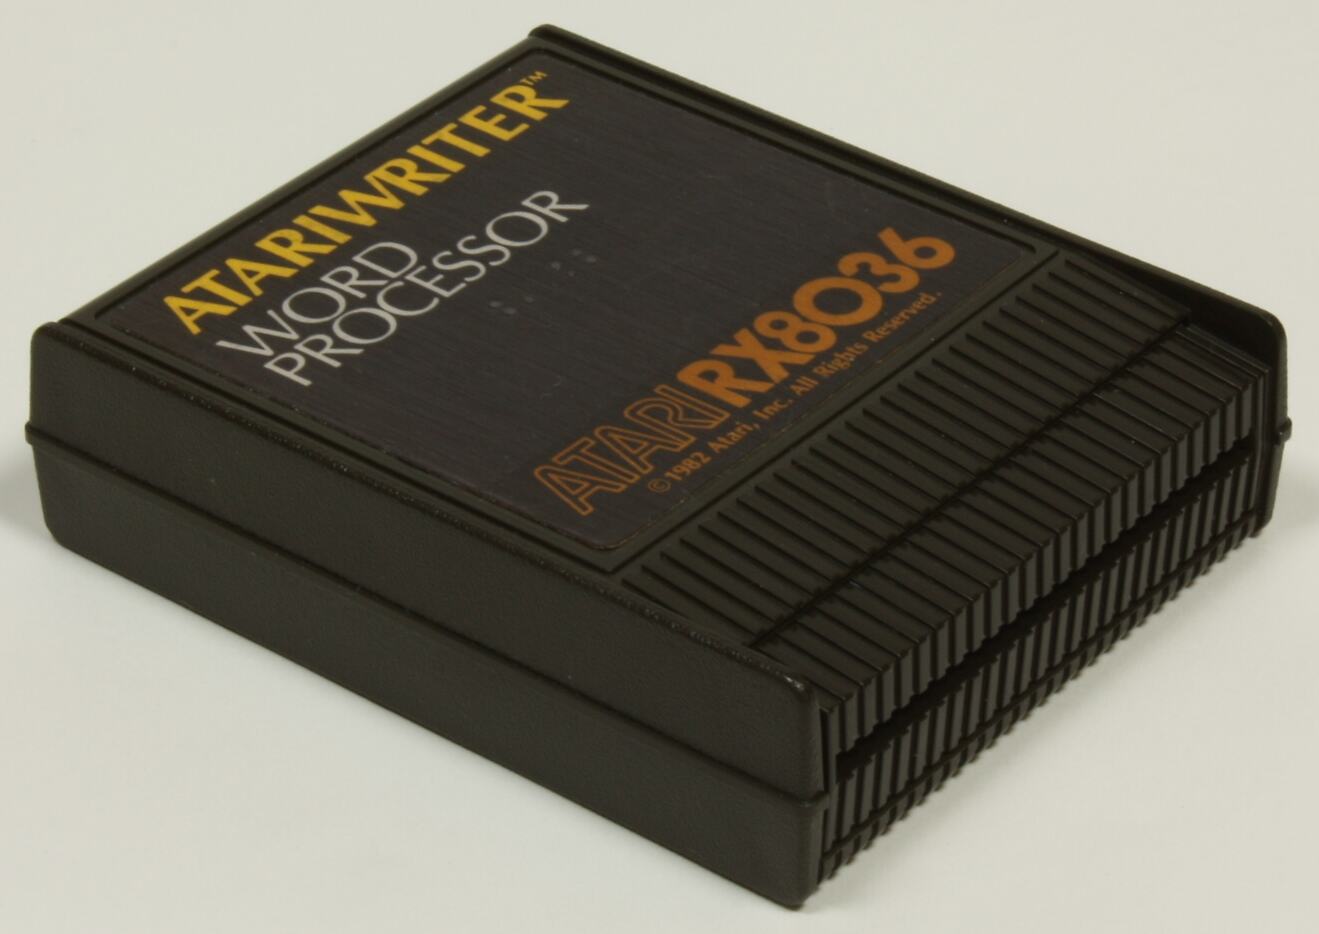 ATARIWRITER™
WORD
PROCESSOR
ATARI RX8036
©1982 Atari, Inc. All Rights Reserved.